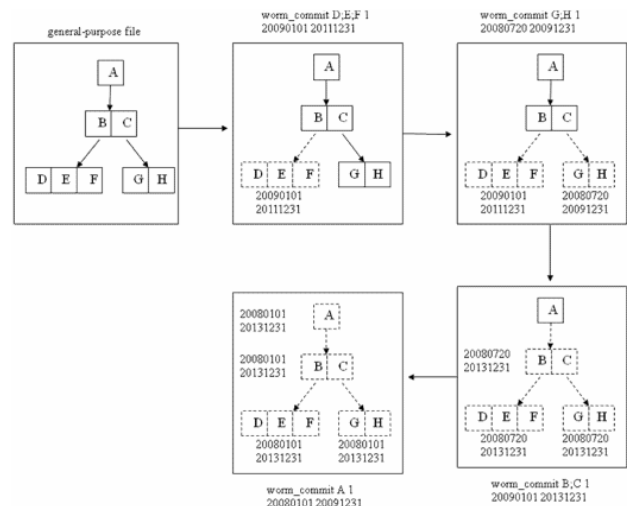 general-purpose file
A
B C
D E F G H
worm_commit D;E;F 1
20090101 20111231
A
B C
D E F G H
20090101
20111231
worm_commit G;H 1
20080720 20091231
A
B C
D E F G H
20090101 20080720
20111231 20091231
20080720
20131231
A
B C
D E F G H
20080720 20080720
20131231 20131231
worm_commit B;C 1
20090101 20131231
20080101
20131231
A
20080101
20131231
B C
D E F G H
20080101 20080101
20131231 20131231
worm_commit A 1
20080101 20091231